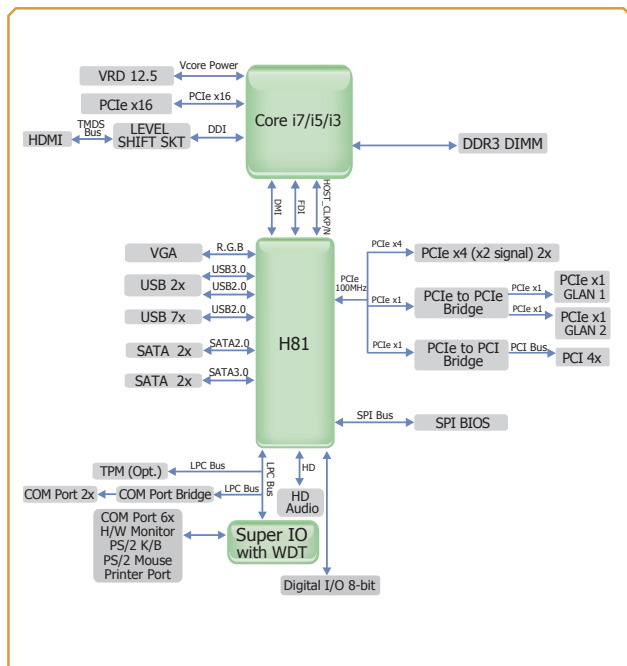 Vcore Power
VRD 12.5
PCIe x16
PCIe x16
Core i7/i5/i3
TMDS
Bus
HDMI
LEVEL
SHIFT SKT
DDI
DDR3 DIMM
DMI
FDI
HOST_CLKP/N
VGA
R.G.B
USB3.0
USB 2x
USB2.0
USB 7x
USB2.0
SATA 2x
SATA2.0
SATA 2x
SATA3.0
H81
PCIe
100MHz
PCIe x4
PCIe x4 (x2 signal) 2x
PCIe x1
PCIe to PCIe
Bridge
PCIe x1
PCIe x1
GLAN 1
PCIe x1
PCIe x1
GLAN 2
PCIe x1
PCIe to PCI
Bridge
PCI Bus
PCI 4x
SPI Bus
SPI BIOS
TPM (Opt.)
LPC Bus
LPC Bus
HD
COM Port 2x
COM Port Bridge
LPC Bus
HD
Audio
COM Port 6x
H/W Monitor
PS/2 K/B
PS/2 Mouse
Printer Port
Super IO
with WDT
Digital I/O 8-bit